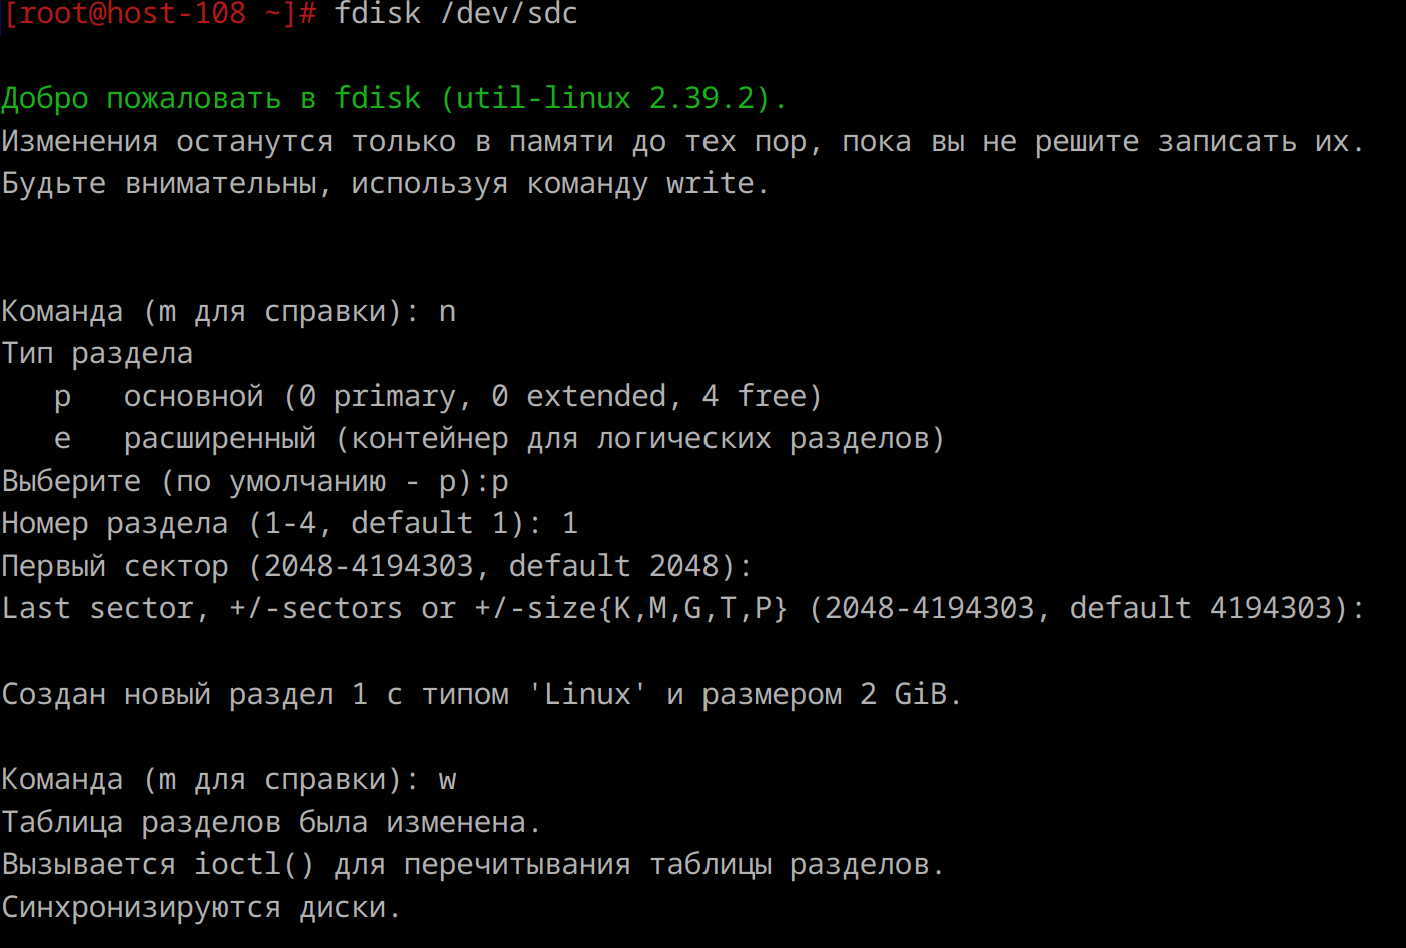 [root@host-108 ~]# fdisk /dev/sdc
Добро пожаловать в fdisk (util-linux 2.39.2).
Изменения останутся только в памяти до тех пор, пока вы не решите записать их.
Будьте внимательны, используя команду write.
Команда (m для справки): n
Тип раздела
   p   основной (0 primary, 0 extended, 4 free)
   e   расширенный (контейнер для логических разделов)
Выберите (по умолчанию - p):p
Номер раздела (1-4, default 1): 1
Первый сектор (2048-4194303, default 2048):
Last sector, +/-sectors or +/-size{K,M,G,T,P} (2048-4194303, default 4194303):
Создан новый раздел 1 с типом 'Linux' и размером 2 GiB.
Команда (m для справки): w
Таблица разделов была изменена.
Вызывается ioctl() для перечитывания таблицы разделов.
Синхронизируются диски.